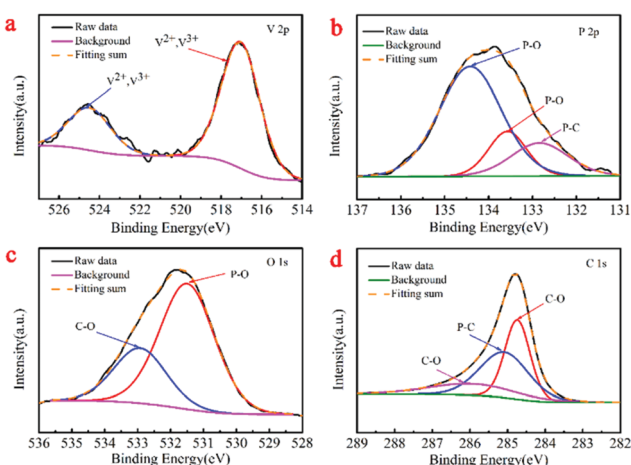 a
V 2p
Raw data
Background
Fitting sum
V²⁺,V³⁺
V²⁺,V³⁺
Intensity(a.u.)
526 524 522 520 518 516 514
Binding Energy(eV)
b
P 2p
Raw data
Background
Fitting sum
P-O
P-O
P-C
Intensity(a.u.)
137 136 135 134 133 132 131
Binding Energy(eV)
c
O 1s
Raw data
Background
Fitting sum
P-O
C-O
Intensity(a.u.)
536 535 534 533 532 531 530 529 528
Binding Energy(eV)
d
C 1s
Raw data
Background
Fitting sum
C-O
P-C
C-O
Intensity(a.u.)
289 288 287 286 285 284 283 282
Binding Energy(eV)